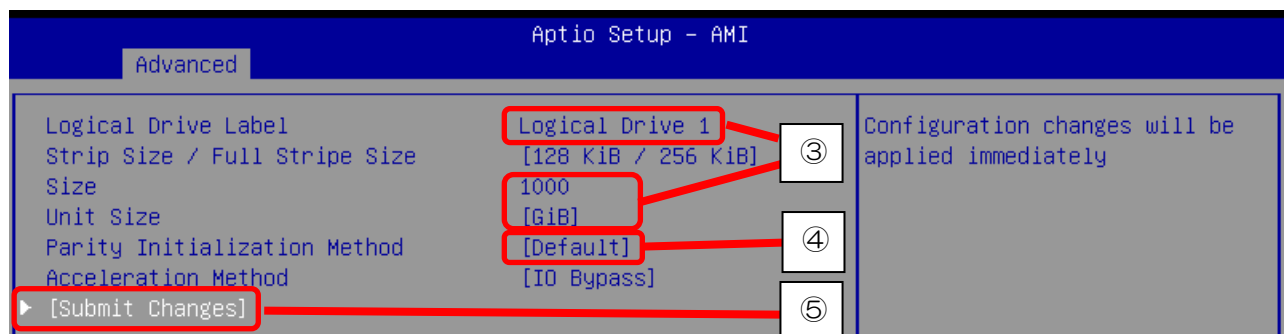 Aptio Setup - AMI
Advanced
Logical Drive Label Logical Drive 1
Strip Size / Full Stripe Size [128 KiB / 256 KiB]
Size 1000
Unit Size [GiB]
Parity Initialization Method [Default]
Acceleration Method [IO Bypass]
▶ [Submit Changes]
Configuration changes will be
applied immediately
③
④
⑤